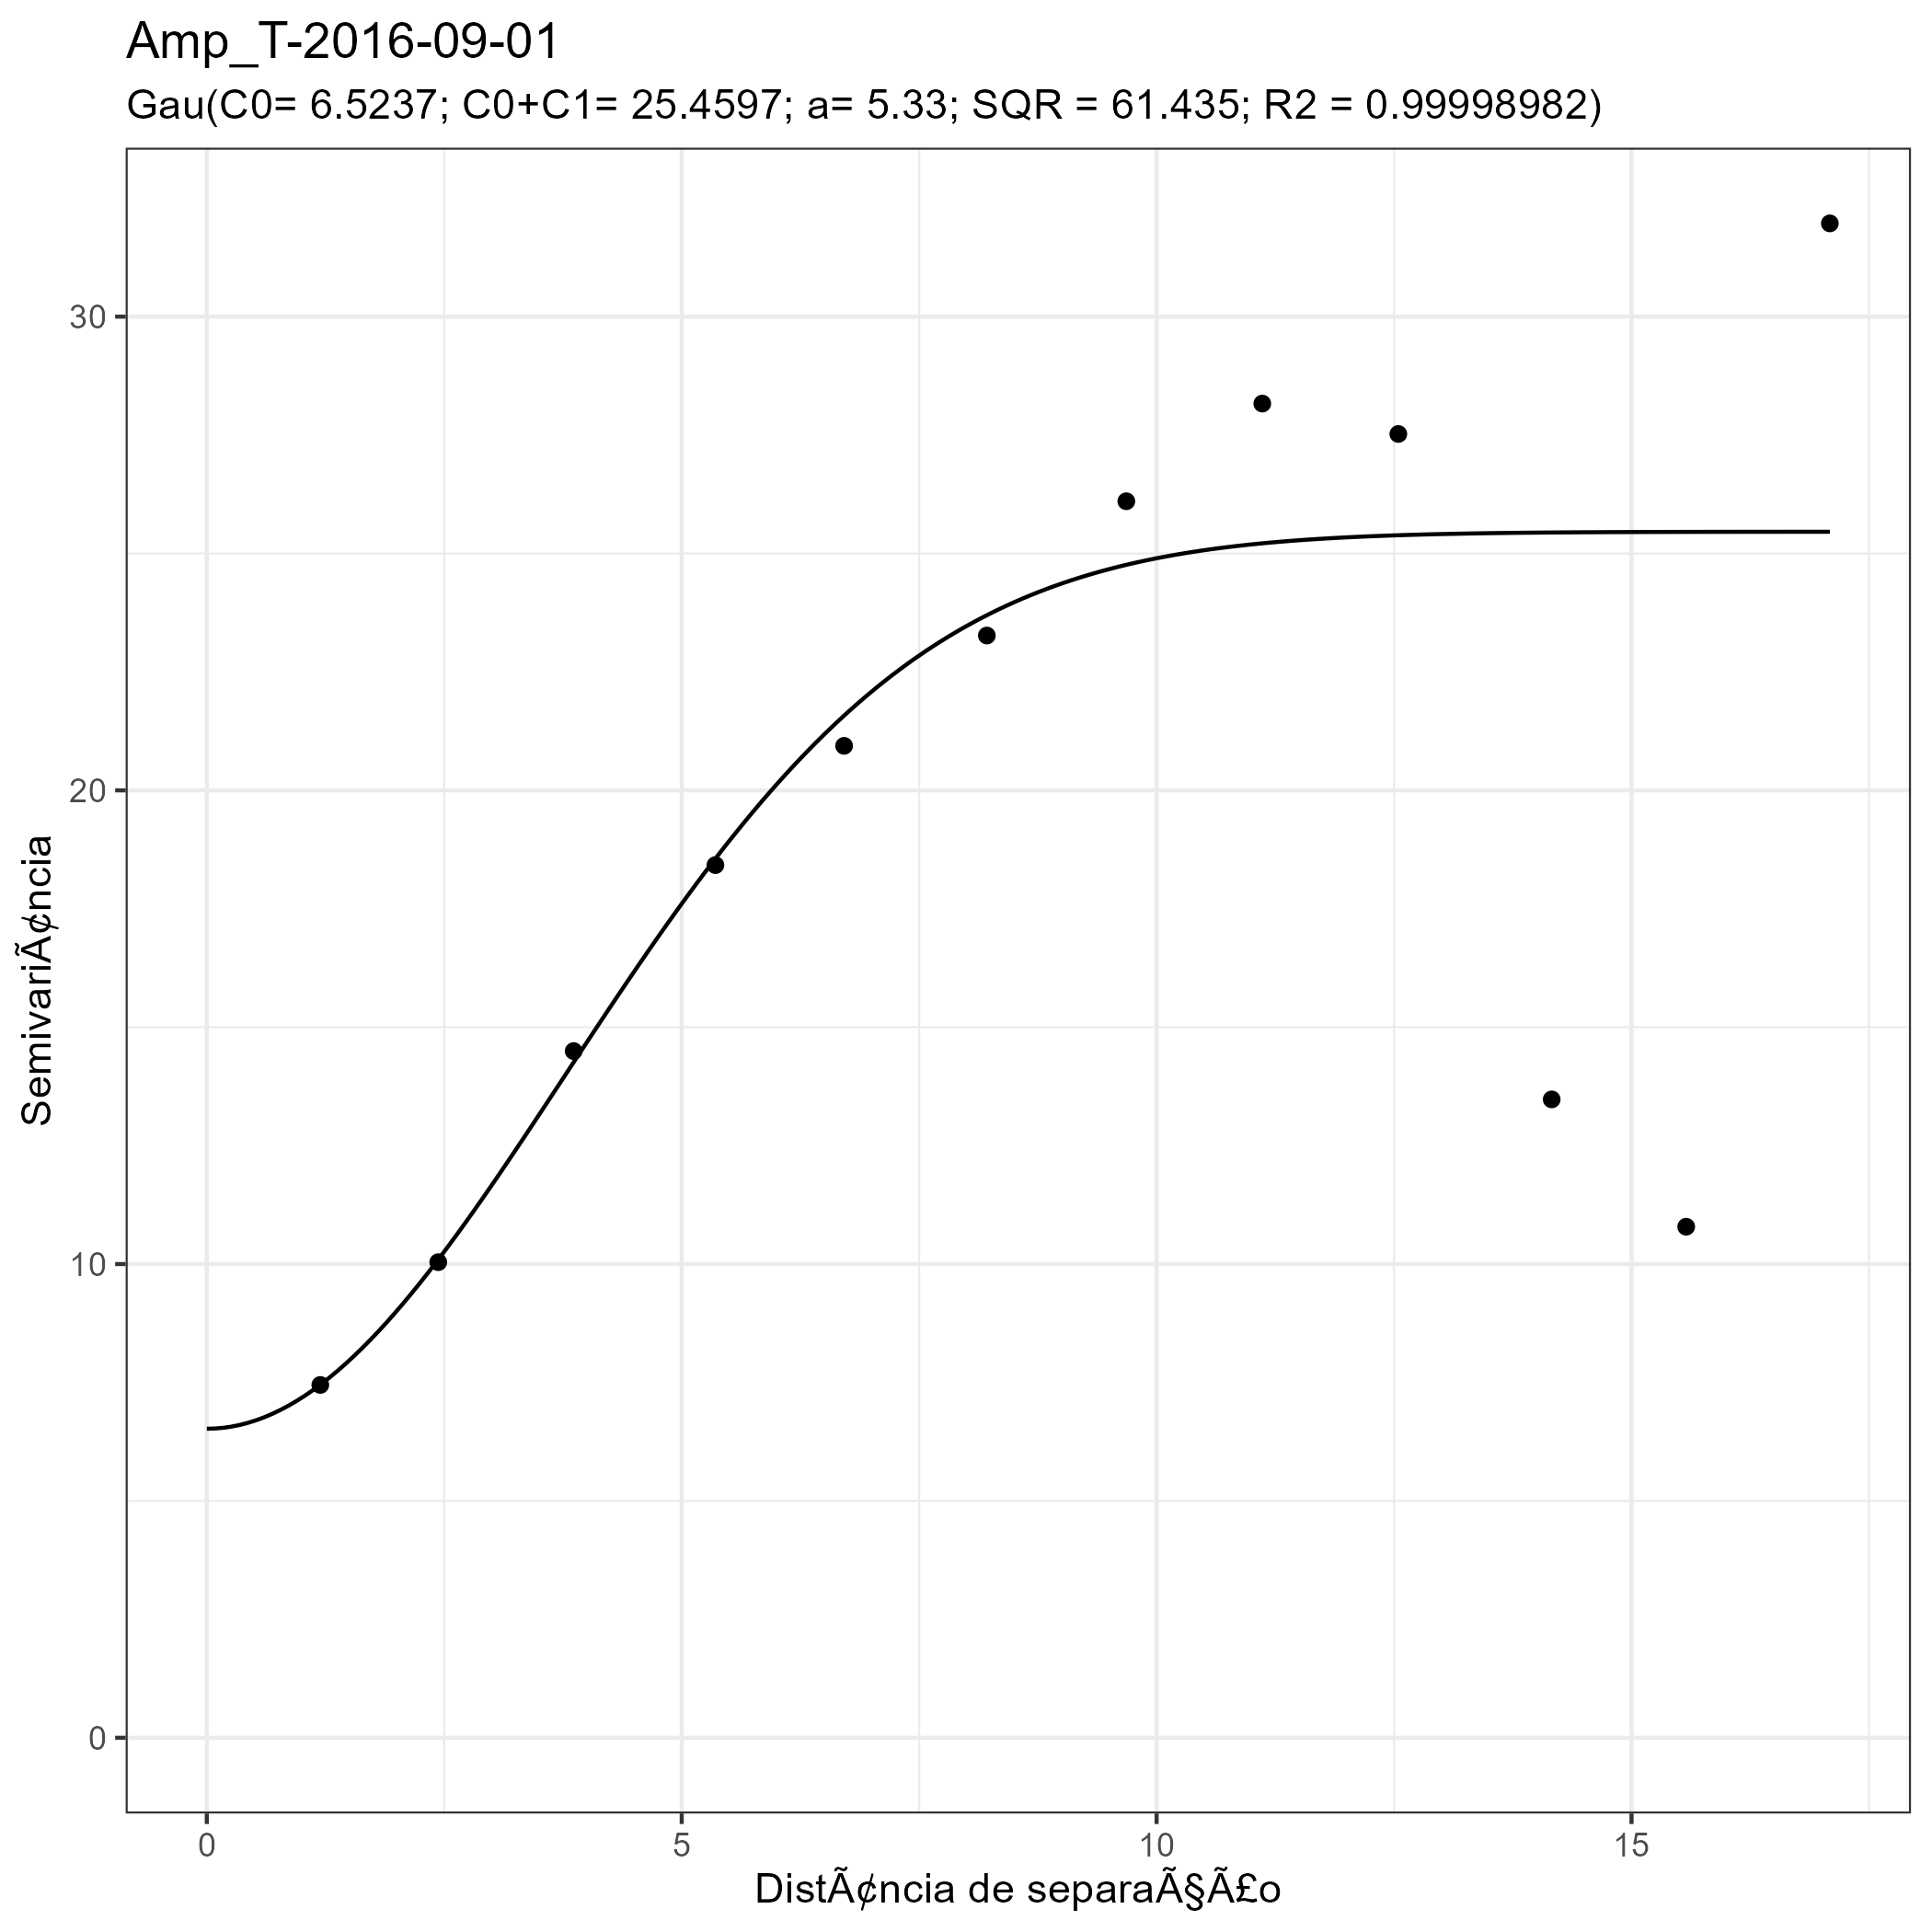 Amp_T-2016-09-01
Gau(C0= 6.5237; C0+C1= 25.4597; a= 5.33; SQR = 61.435; R2 = 0.99998982)
SemivariÃ¢ncia
30
20
10
0
0 5 10 15
DistÃ¢ncia de separaÃ§Ã£o